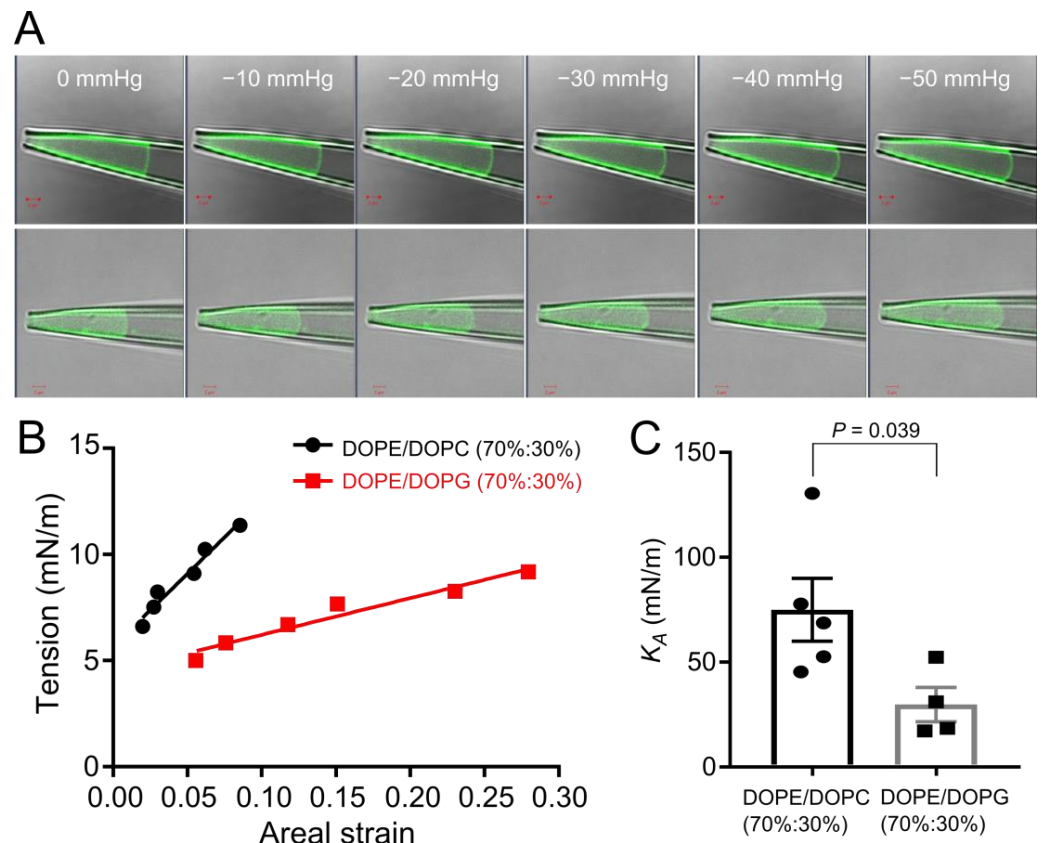 A
0 mmHg
−10 mmHg
−20 mmHg
−30 mmHg
−40 mmHg
−50 mmHg
B
15
10
5
0
Tension (mN/m)
0.00 0.05 0.10 0.15 0.20 0.25 0.30
Areal strain
DOPE/DOPC (70%:30%)
DOPE/DOPG (70%:30%)
C
P = 0.039
150
100
50
0
K_A (mN/m)
DOPE/DOPC
(70%:30%)
DOPE/DOPG
(70%:30%)